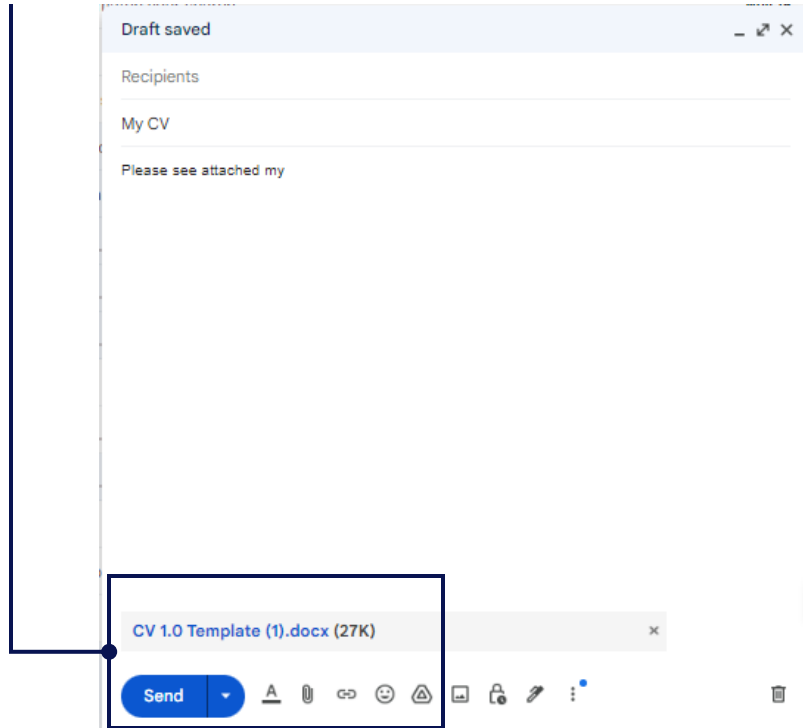 Draft saved
Recipients
My CV
Please see attached my
CV 1.0 Template (1).docx (27K)
Send